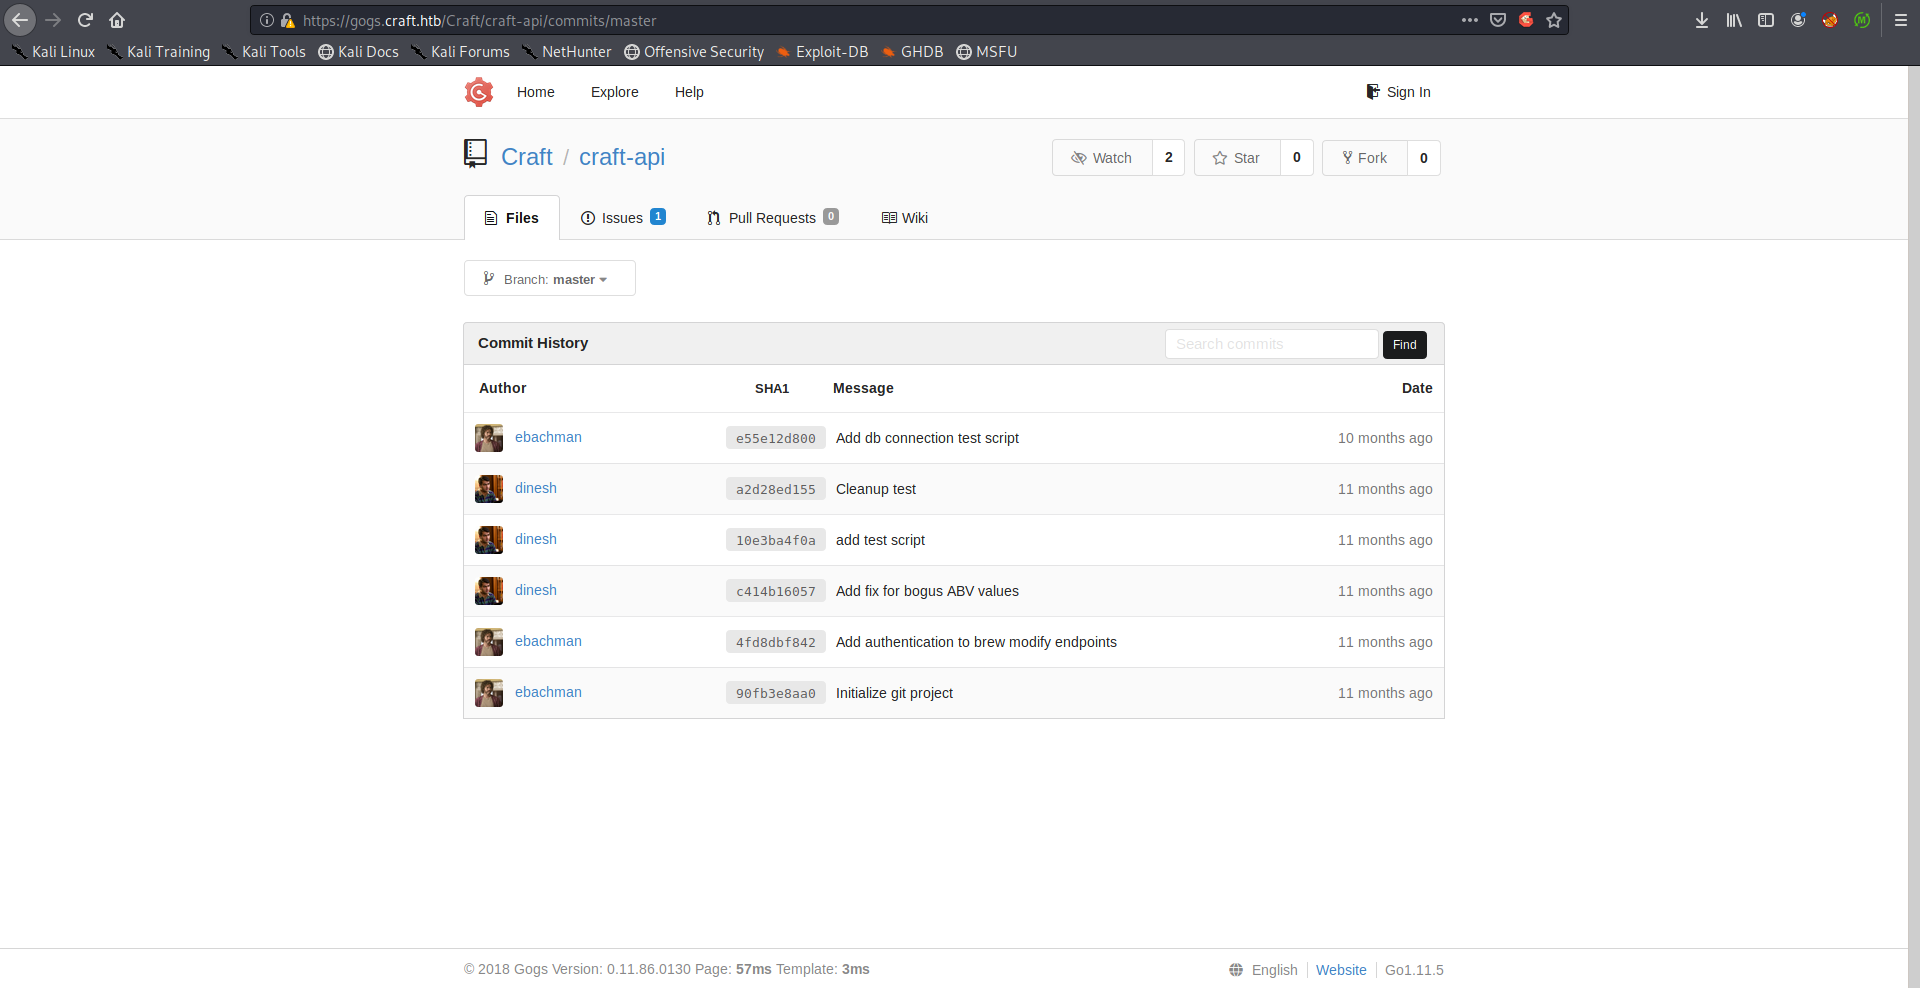 https://gogs.craft.htb/Craft/craft-api/commits/master
Kali Linux Kali Training Kali Tools Kali Docs Kali Forums NetHunter Offensive Security Exploit-DB GHDB MSFU
Home Explore Help Sign In
Craft / craft-api Watch 2 Star 0 Fork 0
Files Issues 1 Pull Requests 0 Wiki
Branch: master
Commit History Search commits Find
Author SHA1 Message Date
ebachman e55e12d800 Add db connection test script 10 months ago
dinesh a2d28ed155 Cleanup test 11 months ago
dinesh 10e3ba4f0a add test script 11 months ago
dinesh c414b16057 Add fix for bogus ABV values 11 months ago
ebachman 4fd8dbf842 Add authentication to brew modify endpoints 11 months ago
ebachman 90fb3e8aa0 Initialize git project 11 months ago
© 2018 Gogs Version: 0.11.86.0130 Page: 57ms Template: 3ms English Website Go1.11.5